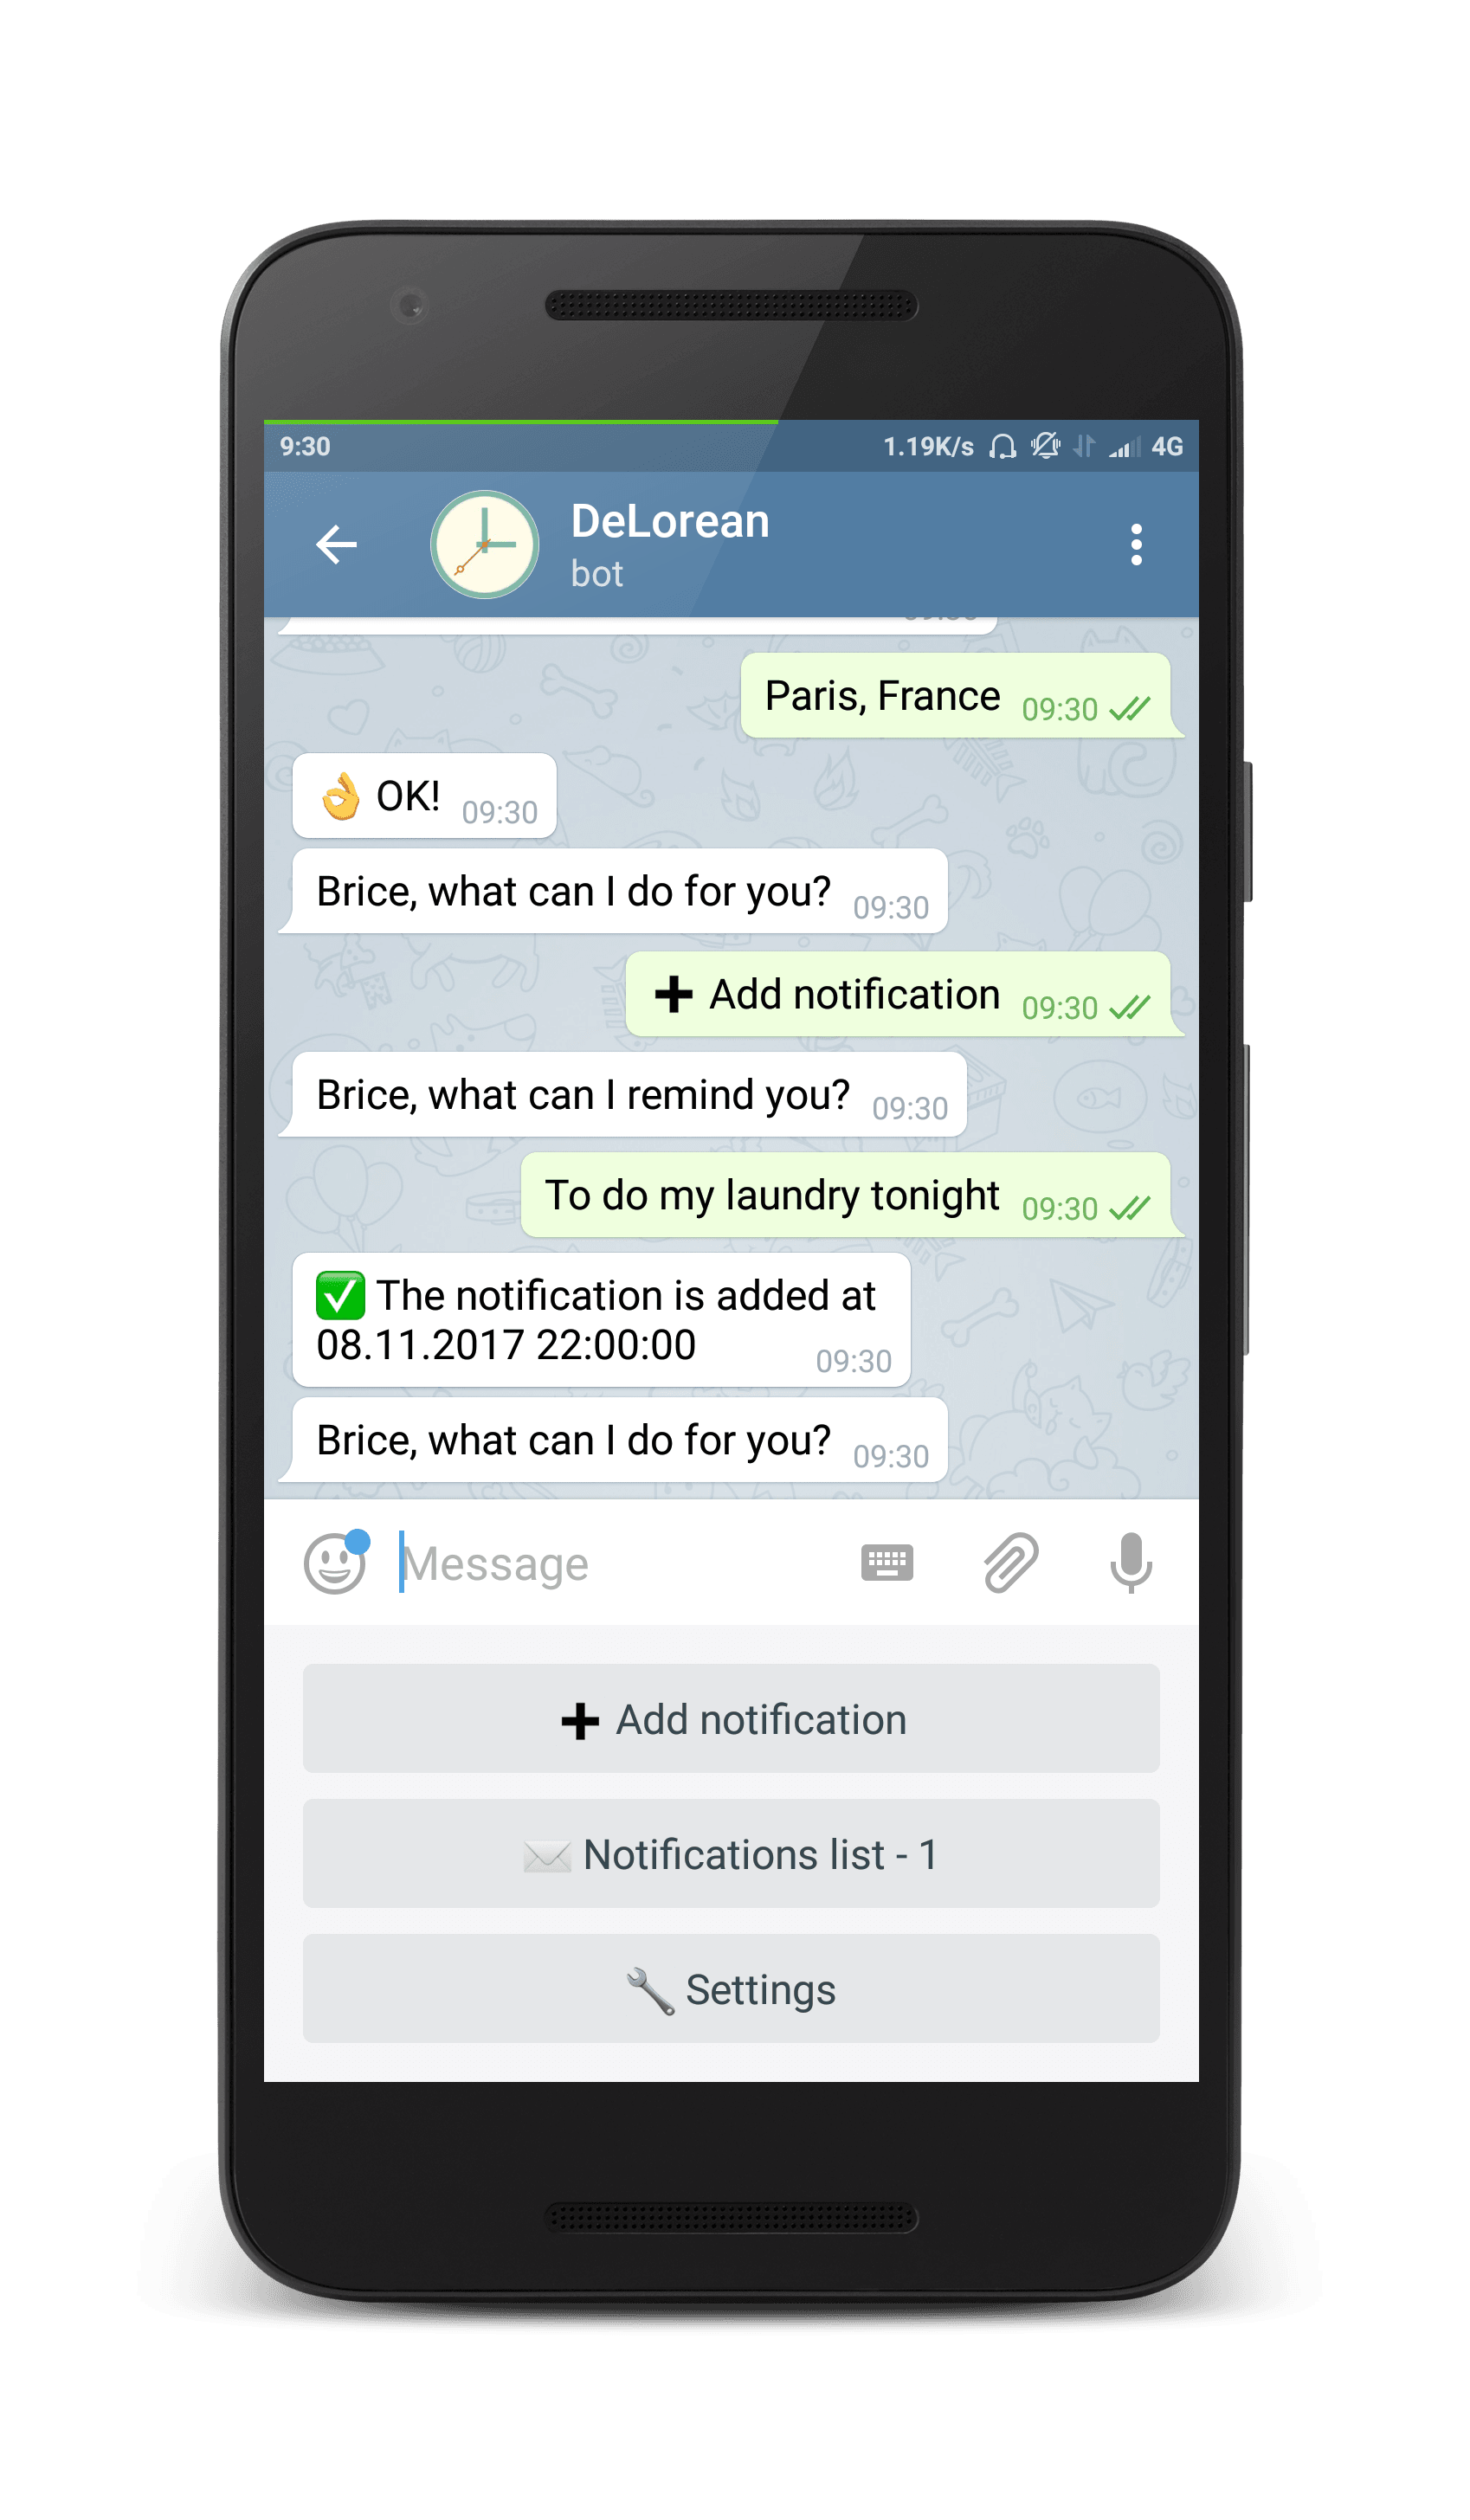 9:30 1.19K/s 4G
DeLorean
bot
Paris, France 09:30
👌 OK! 09:30
Brice, what can I do for you? 09:30
➕ Add notification 09:30
Brice, what can I remind you? 09:30
To do my laundry tonight 09:30
✅ The notification is added at
08.11.2017 22:00:00 09:30
Brice, what can I do for you? 09:30
Message
➕ Add notification
✉️ Notifications list - 1
🔧 Settings